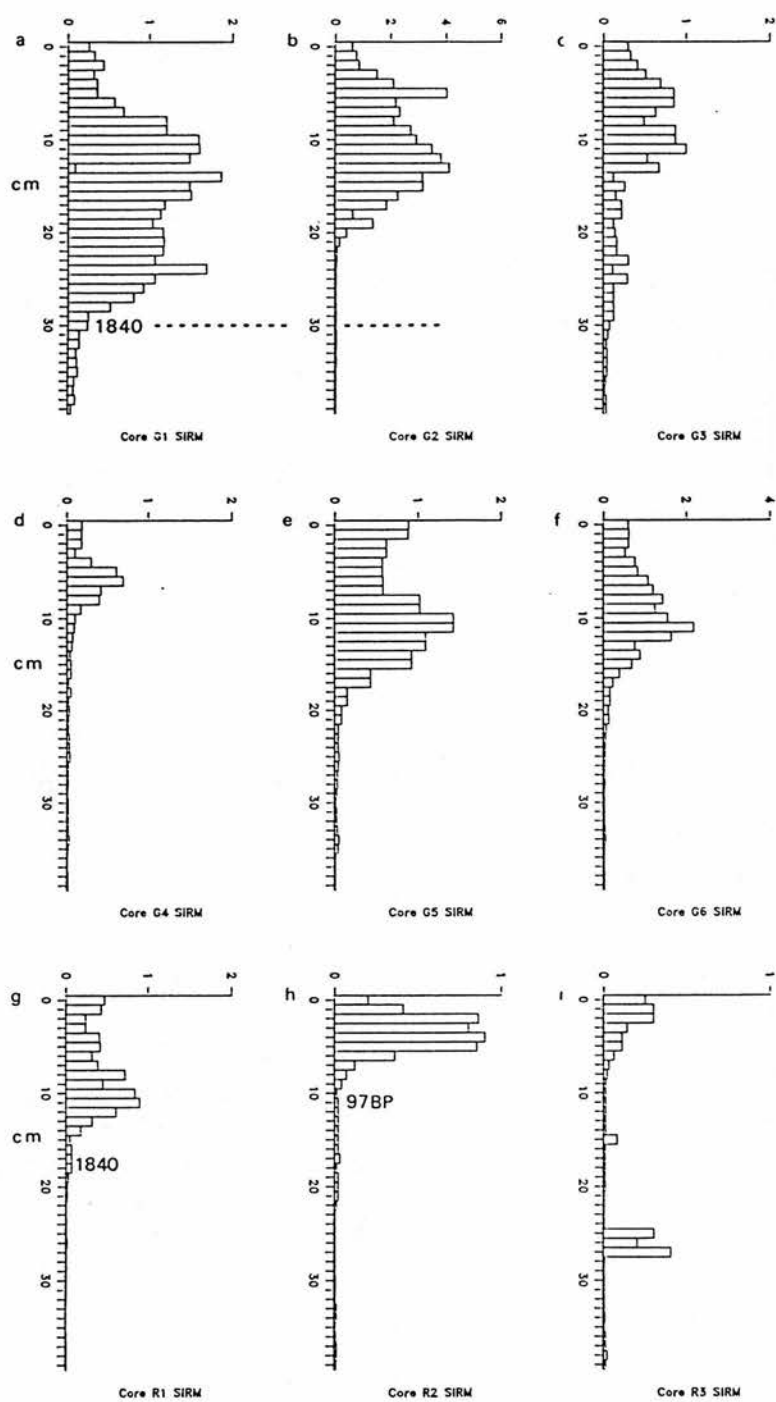 a
0 1 2
b
0 2 4 6
c
0 1 2
0
10
20
30
cm
1840
0
10
20
30
0
10
20
30
Core G1 SIRM
Core G2 SIRM
Core G3 SIRM
d
0 1 2
e
0 1 2
f
0 2 4
0
10
20
30
cm
0
10
20
30
0
10
20
30
Core G4 SIRM
Core G5 SIRM
Core G6 SIRM
g
0 1 2
h
0 1
i
0 1
0
10
20
30
cm
1840
0
10
20
30
97BP
0
10
20
30
Core R1 SIRM
Core R2 SIRM
Core R3 SIRM